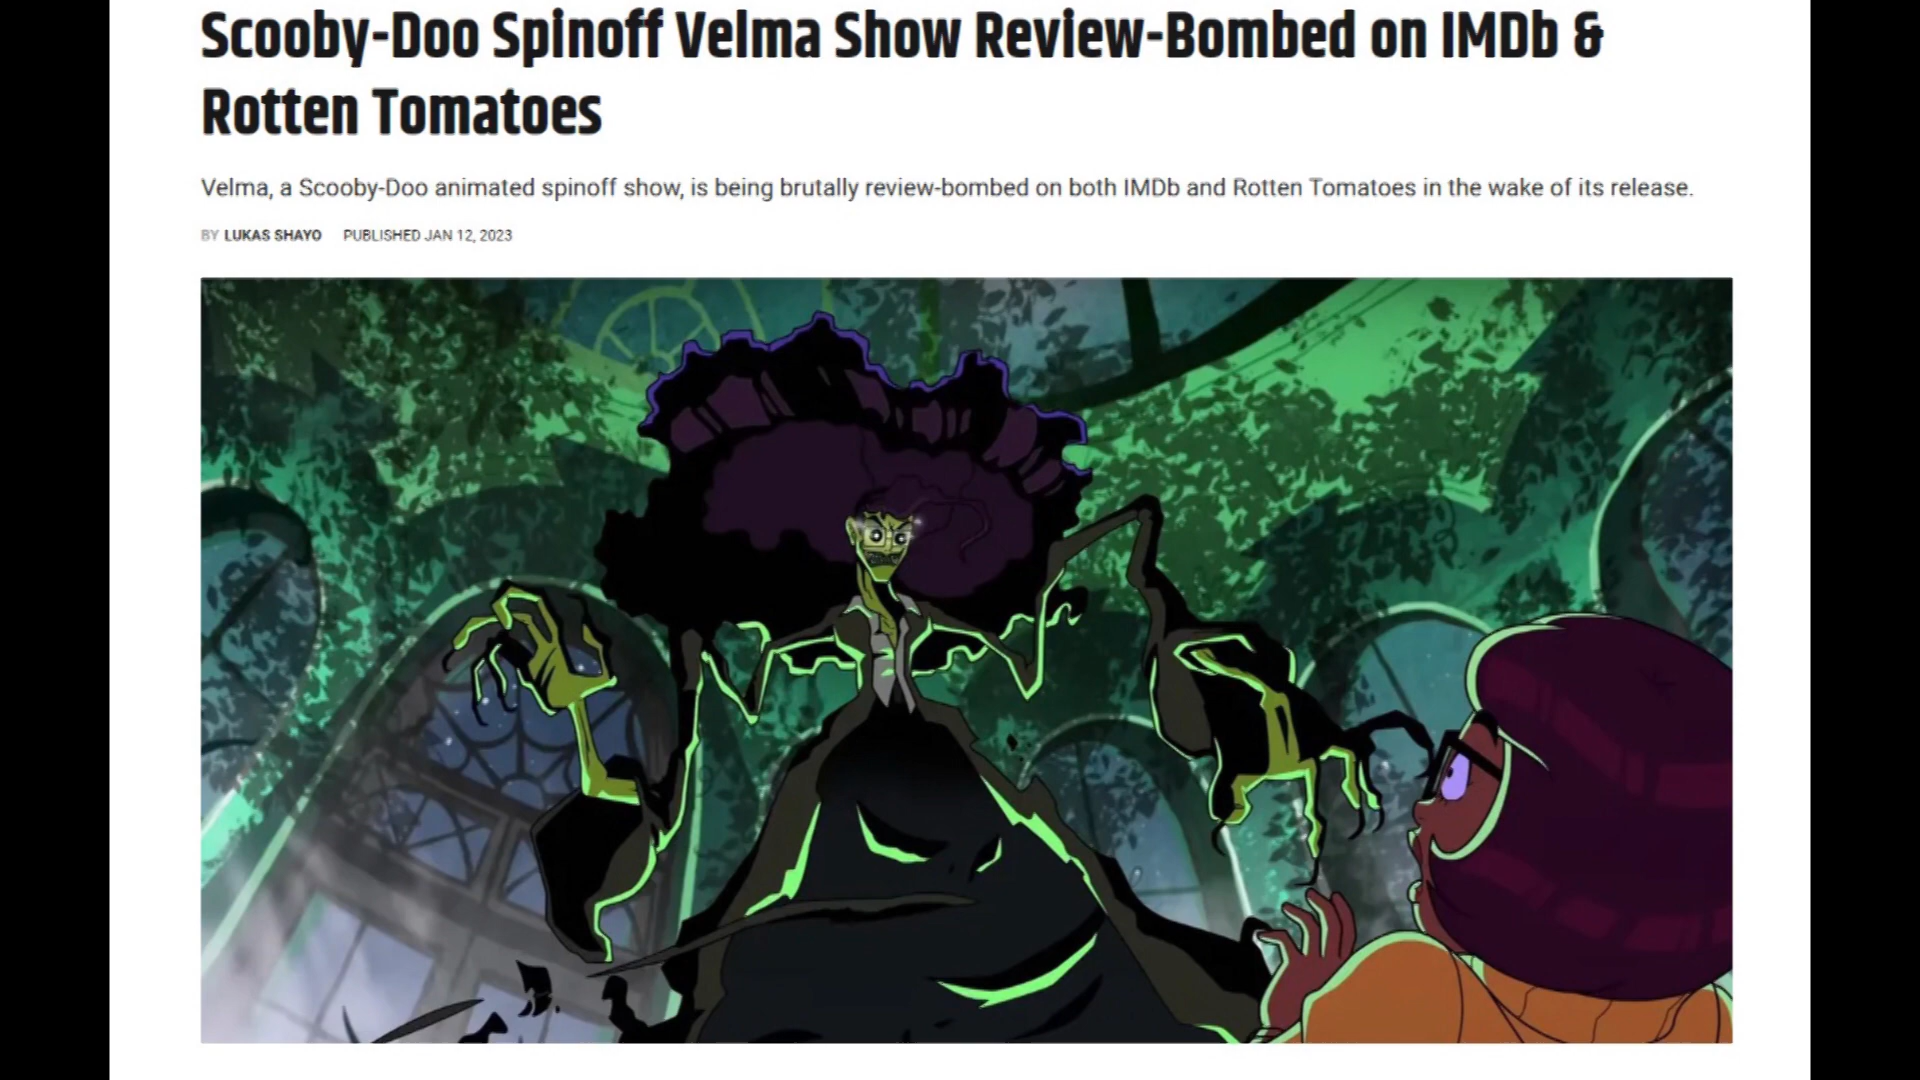 Scooby-Doo Spinoff Velma Show Review-Bombed on IMDb &
Rotten Tomatoes
Velma, a Scooby-Doo animated spinoff show, is being brutally review-bombed on both IMDb and Rotten Tomatoes in the wake of its release.
BY LUKAS SHAYO PUBLISHED JAN 12, 2023